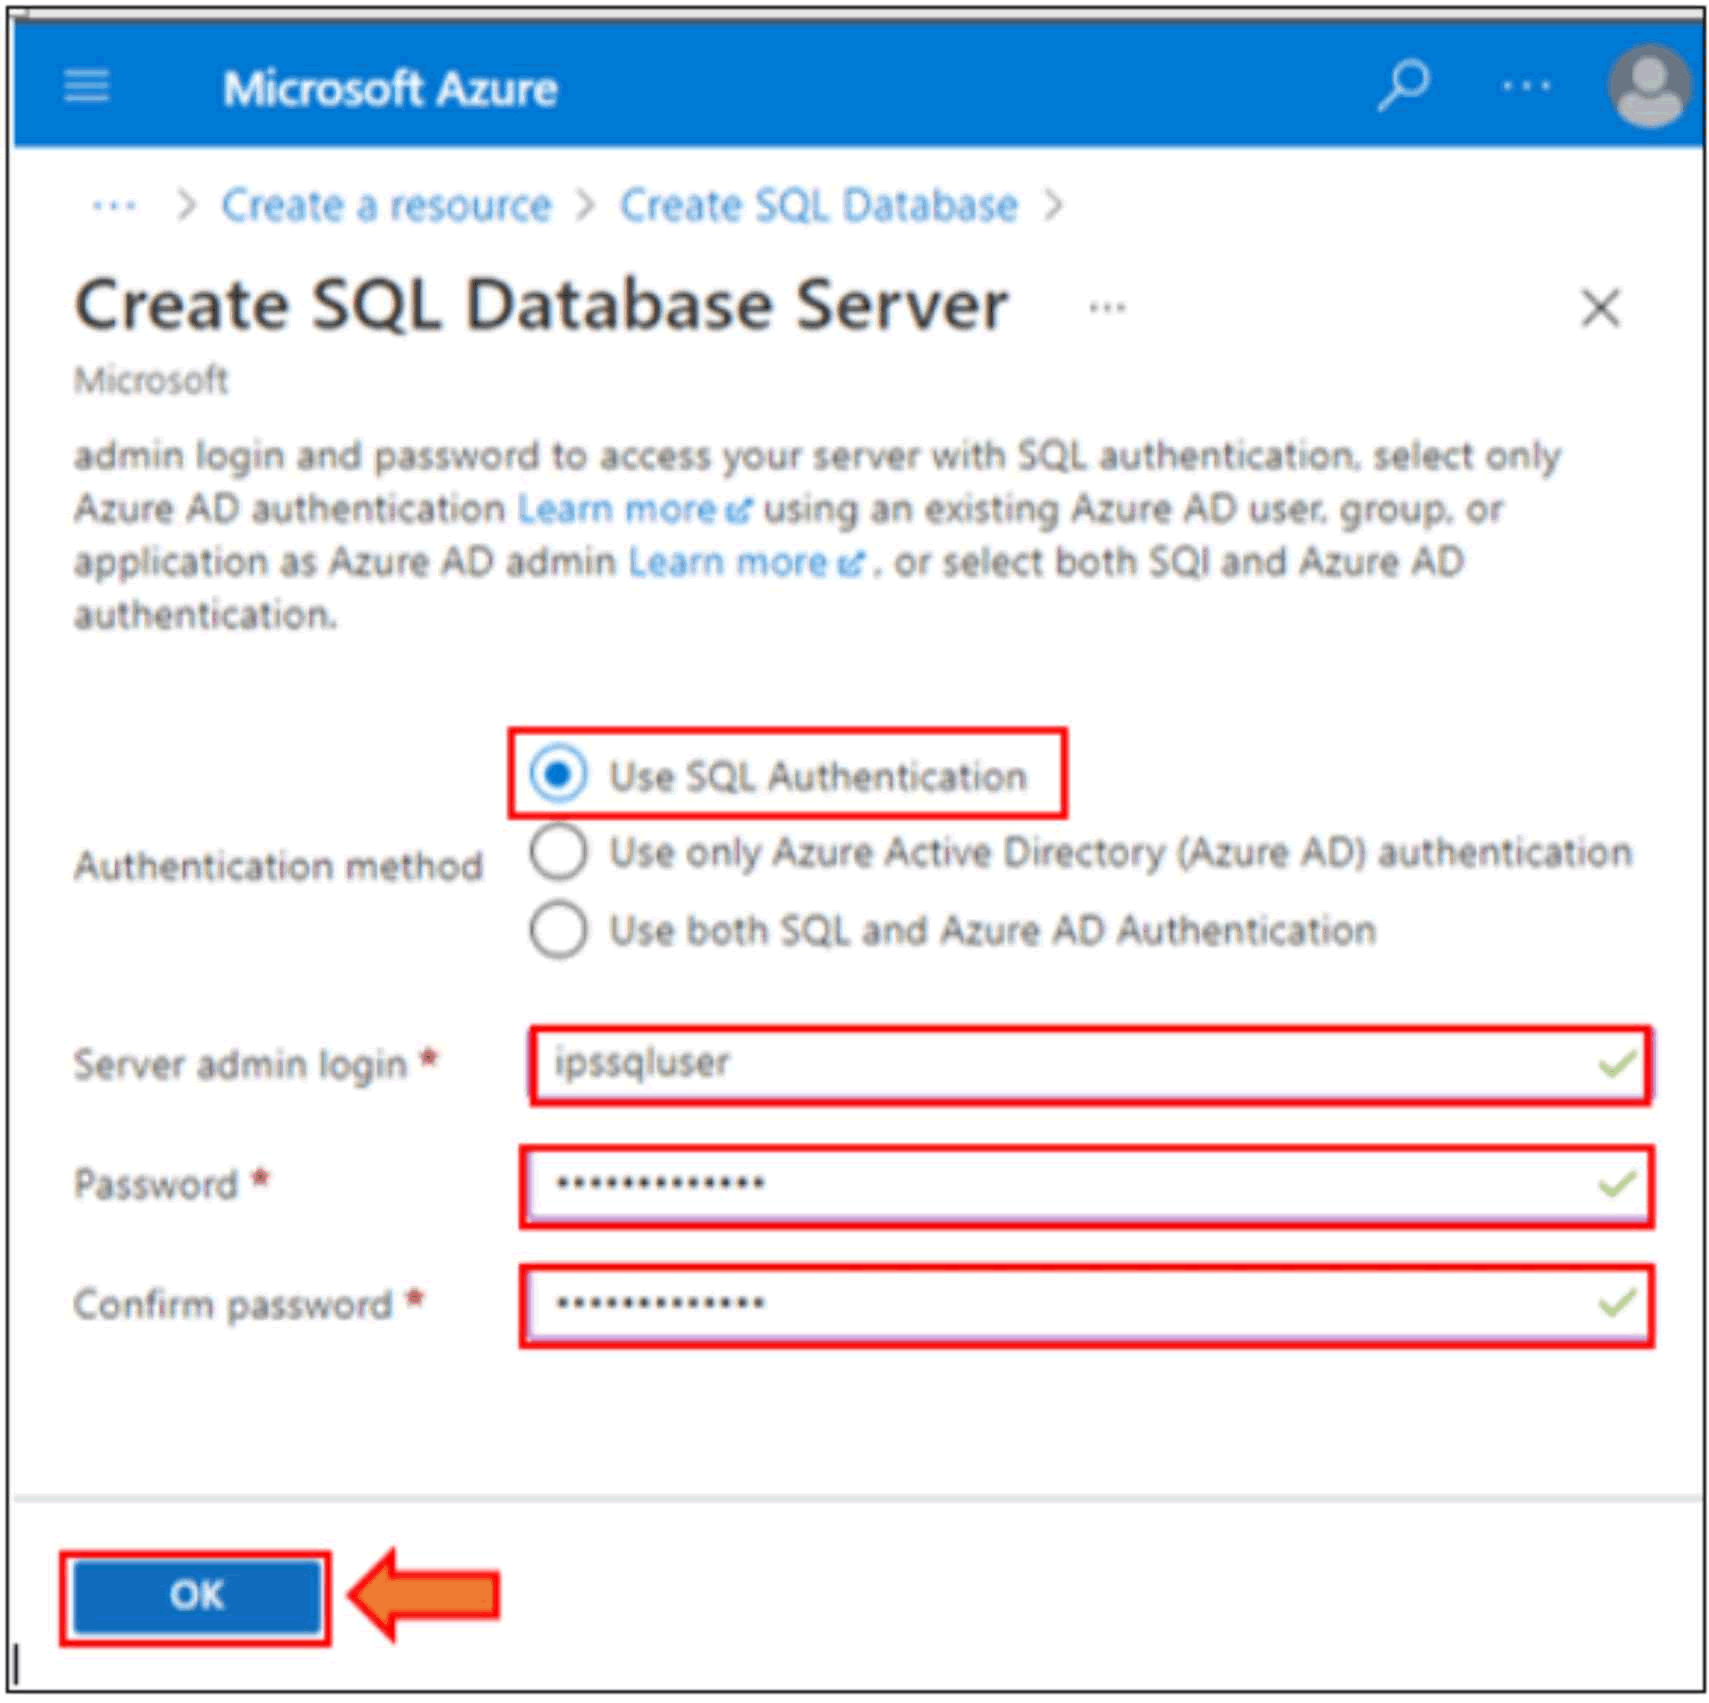 Microsoft Azure
... > Create a resource > Create SQL Database >
Create SQL Database Server ...
Microsoft
admin login and password to access your server with SQL authentication, select only
Azure AD authentication Learn more using an existing Azure AD user, group, or
application as Azure AD admin Learn more , or select both SQl and Azure AD
authentication.
Use SQL Authentication
Authentication method
Use only Azure Active Directory (Azure AD) authentication
Use both SQL and Azure AD Authentication
Server admin login * ipssqluser
Password * •••••••••••••
Confirm password * •••••••••••••
OK